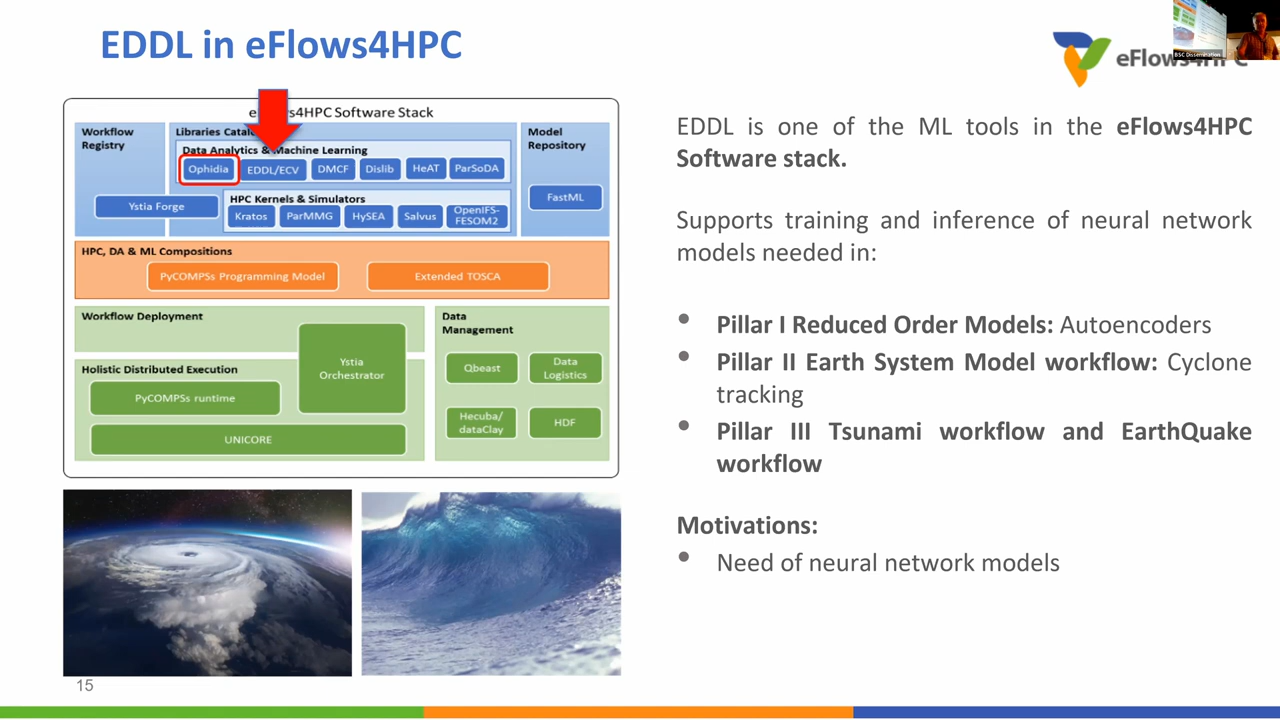 EDDL in eFlows4HPC
eFlows4HPC
BSC Dissemination
eFlows4HPC Software Stack
Workflow
Registry
Libraries Catalogue
Data Analytics & Machine Learning
Ophidia
EDDL/ECV
DMCF
Dislib
HeAT
ParSoDA
Model
Repository
FastML
Ystia Forge
HPC Kernels & Simulators
Kratos
ParMMG
HySEA
Salvus
OpenIFS-
FESOM2
HPC, DA & ML Compositions
PyCOMPSs Programming Model
Extended TOSCA
Workflow Deployment
Ystia
Orchestrator
Holistic Distributed Execution
PyCOMPSs runtime
UNICORE
Data
Management
Qbeast
Data
Logistics
Hecuba/
dataClay
HDF
EDDL is one of the ML tools in the eFlows4HPC
Software stack.
Supports training and inference of neural network
models needed in:
• Pillar I Reduced Order Models: Autoencoders
• Pillar II Earth System Model workflow: Cyclone
tracking
• Pillar III Tsunami workflow and EarthQuake
workflow
Motivations:
• Need of neural network models
15